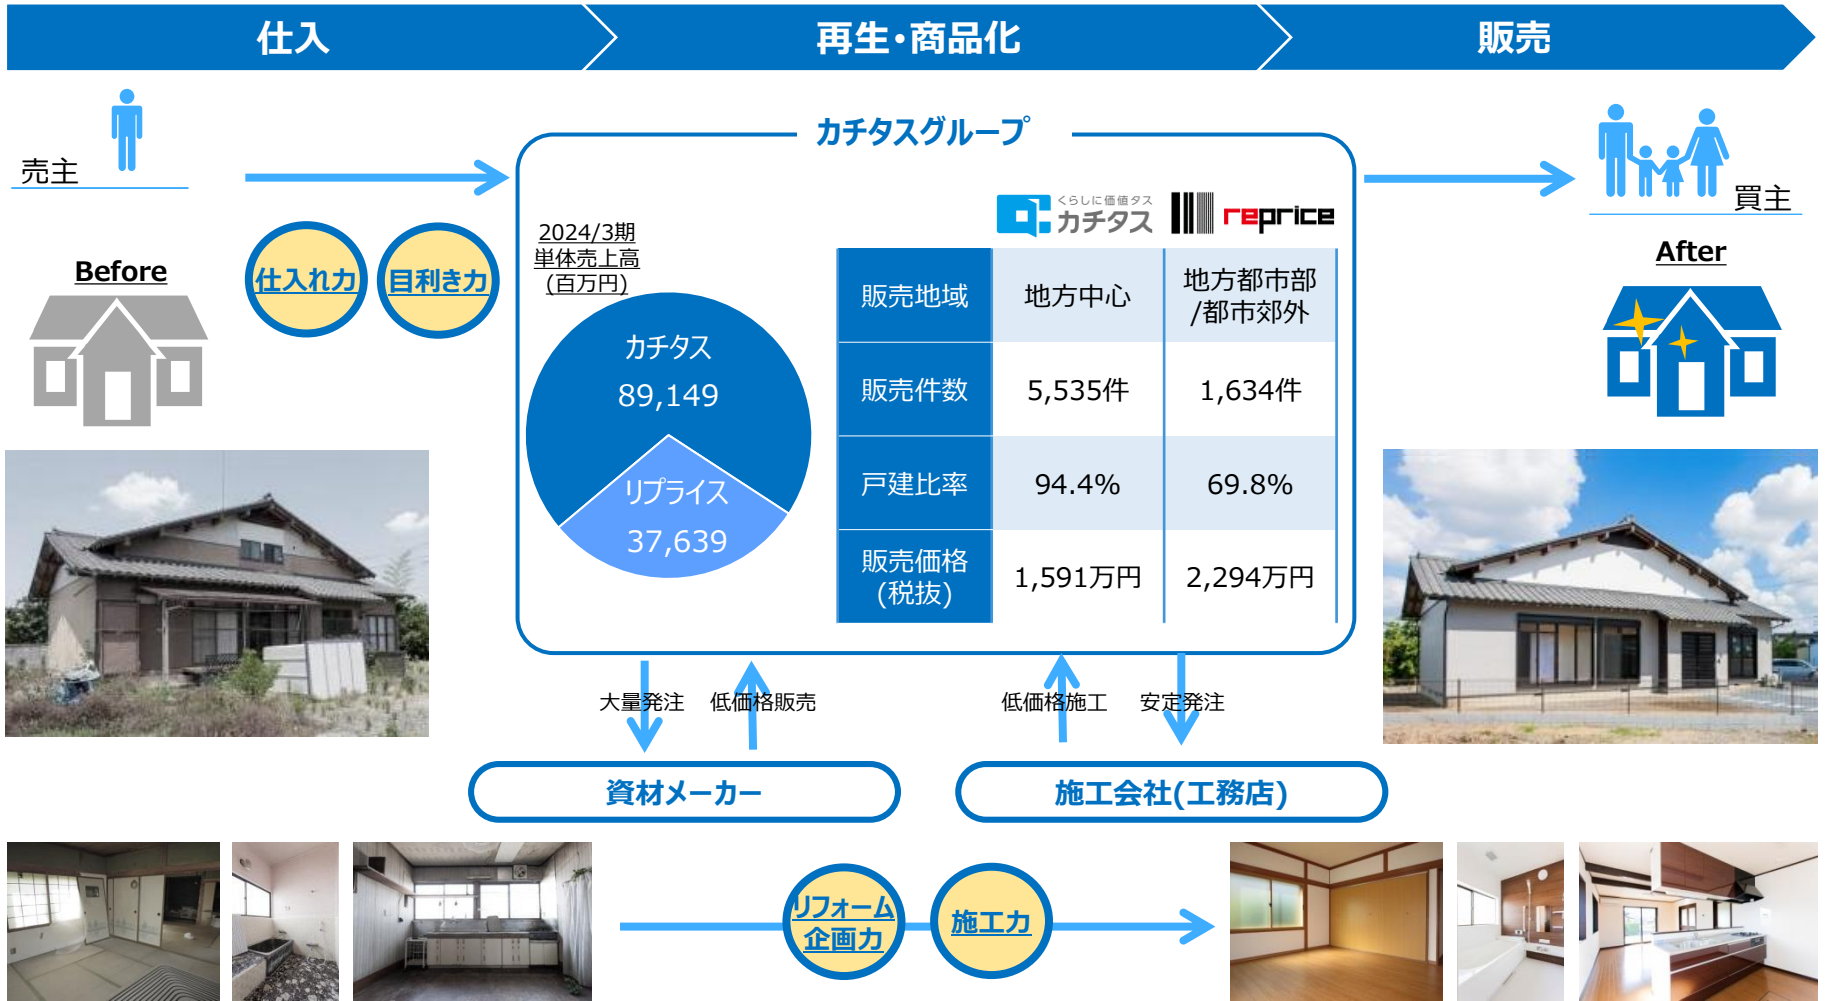 仕入
再生・商品化
販売
売主
Before
仕入れ力
目利き力
カチタスグループ
2024/3期
単体売上高
(百万円)
カチタス
89,149
リプライス
37,639
くらしに価値タス
カチタス
reprice
販売地域
地方中心
地方都市部
/都市郊外
販売件数
5,535件
1,634件
戸建比率
94.4%
69.8%
販売価格
(税抜)
1,591万円
2,294万円
買主
After
大量発注
低価格販売
低価格施工
安定発注
資材メーカー
施工会社(工務店)
リフォーム
企画力
施工力